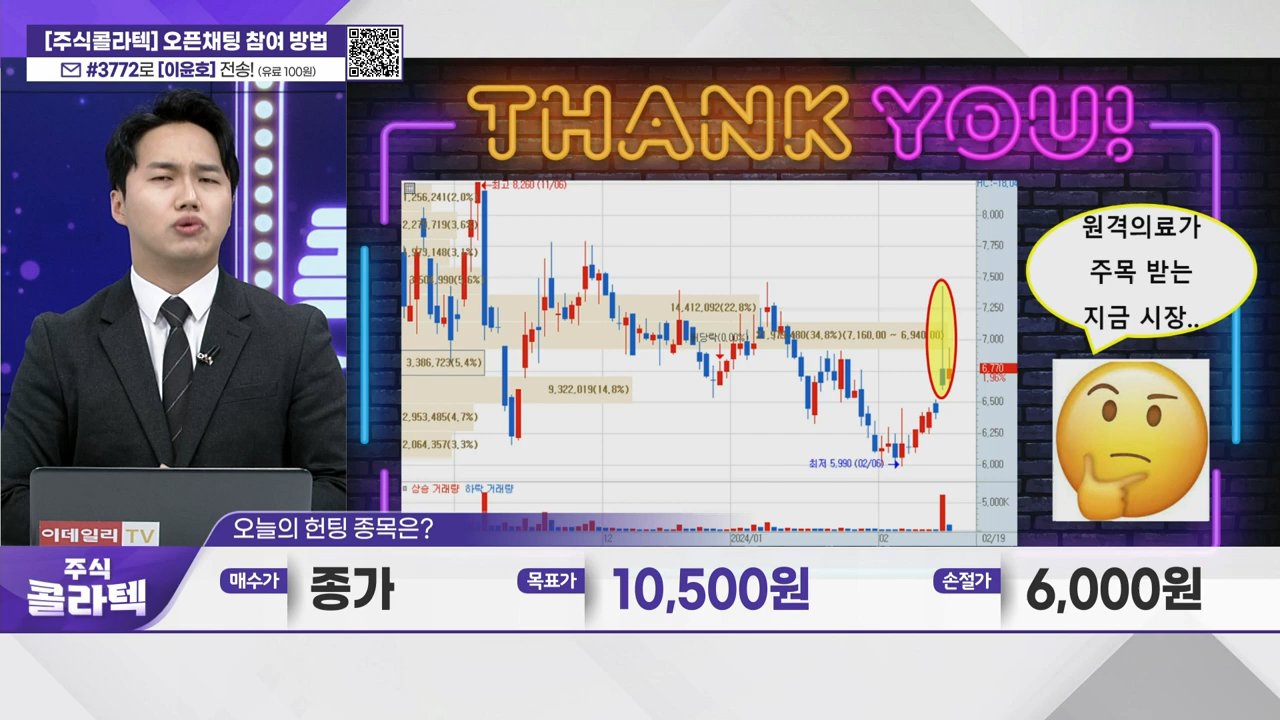 [주식콜라텍] 오픈채팅 참여 방법
#3772로 [이윤호] 전송! (유료 100원)
THANK YOU!
최고 8,260 (11/06)
1,256,241(2,0%
8,000
7,750
7,500
14,412,092(22,8%)
7,250
(34,8%)(7,160,00 ~ 6,940,00)
7,000
3,386,723(5,4%)
6,770
1,96%
9,322,019(14,8%)
6,500
2,953,485(4,7%)
6,250
2,064,357(3,3%)
최저 5,990 (02/06)
6,000
상승 거래량 하락 거래량
5,000K
12
2024/01
02
02/19
원격의료가
주목 받는
지금 시장..
이데일리 TV
오늘의 헌팅 종목은?
주식
콜라텍
매수가 종가 목표가 10,500원 손절가 6,000원